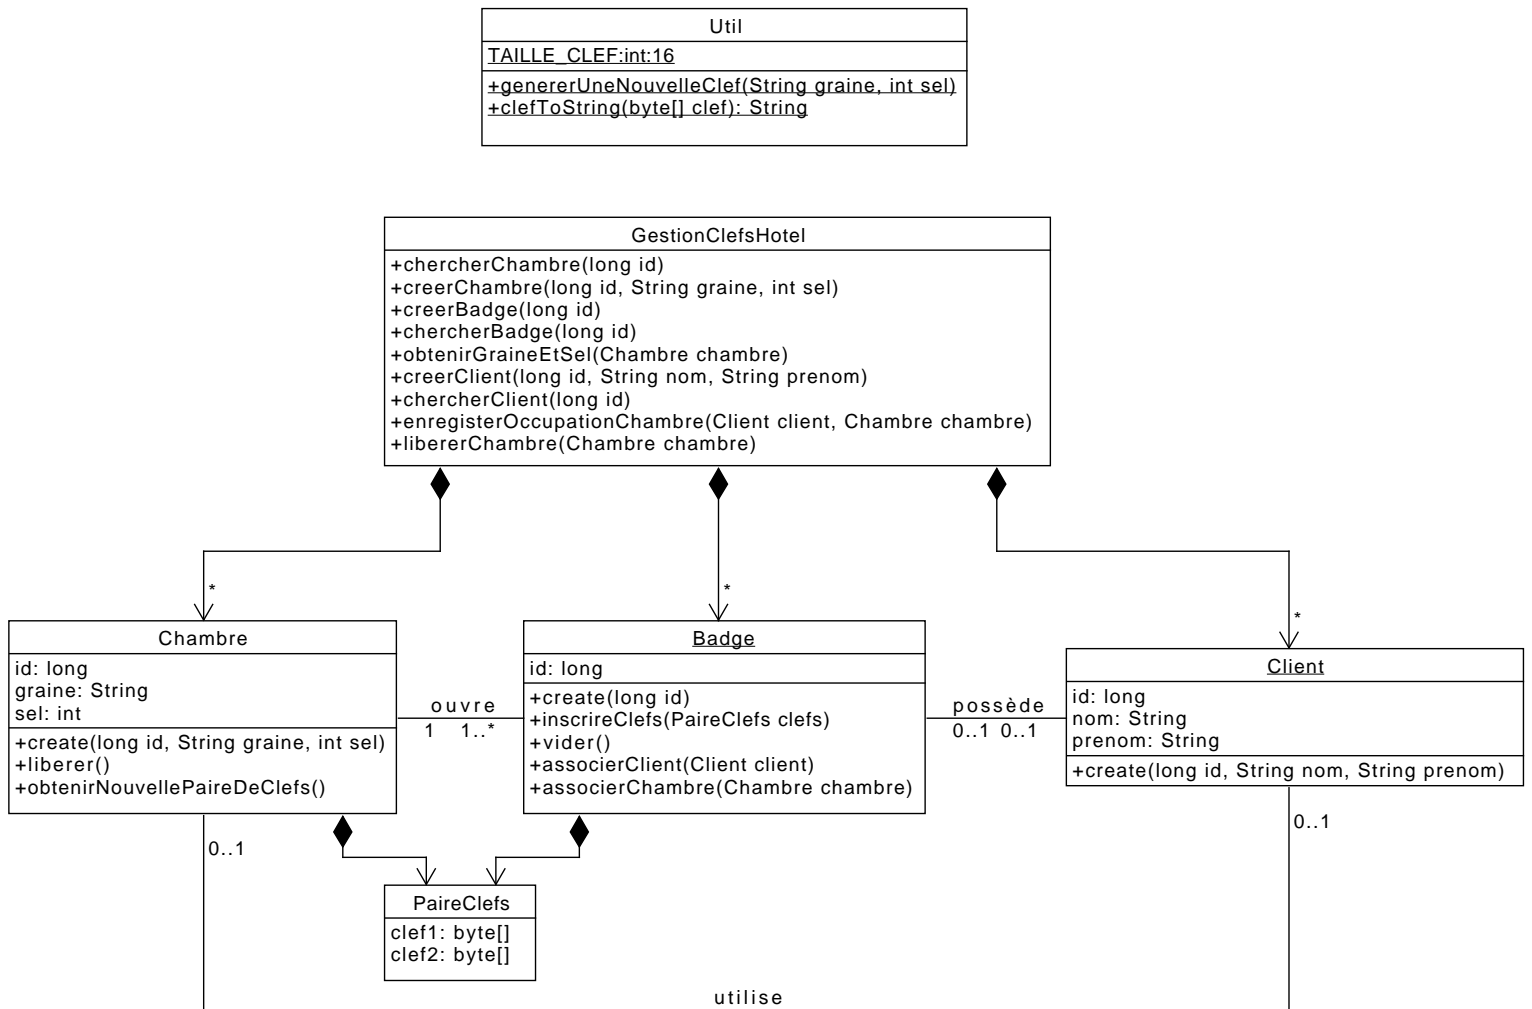 Util
TAILLE_CLEF:int:16
+genererUneNouvelleClef(String graine, int sel)
+clefToString(byte[] clef): String
GestionClefsHotel
+chercherChambre(long id)
+creerChambre(long id, String graine, int sel)
+creerBadge(long id)
+chercherBadge(long id)
+obtenirGraineEtSel(Chambre chambre)
+creerClient(long id, String nom, String prenom)
+chercherClient(long id)
+enregisterOccupationChambre(Client client, Chambre chambre)
+libererChambre(Chambre chambre)
*
*
*
Chambre
id: long
graine: String
sel: int
+create(long id, String graine, int sel)
+liberer()
+obtenirNouvellePaireDeClefs()
ouvre
1 1..*
Badge
id: long
+create(long id)
+inscrireClefs(PaireClefs clefs)
+vider()
+associerClient(Client client)
+associerChambre(Chambre chambre)
possède
0..1 0..1
Client
id: long
nom: String
prenom: String
+create(long id, String nom, String prenom)
0..1
0..1
PaireClefs
clef1: byte[]
clef2: byte[]
utilise